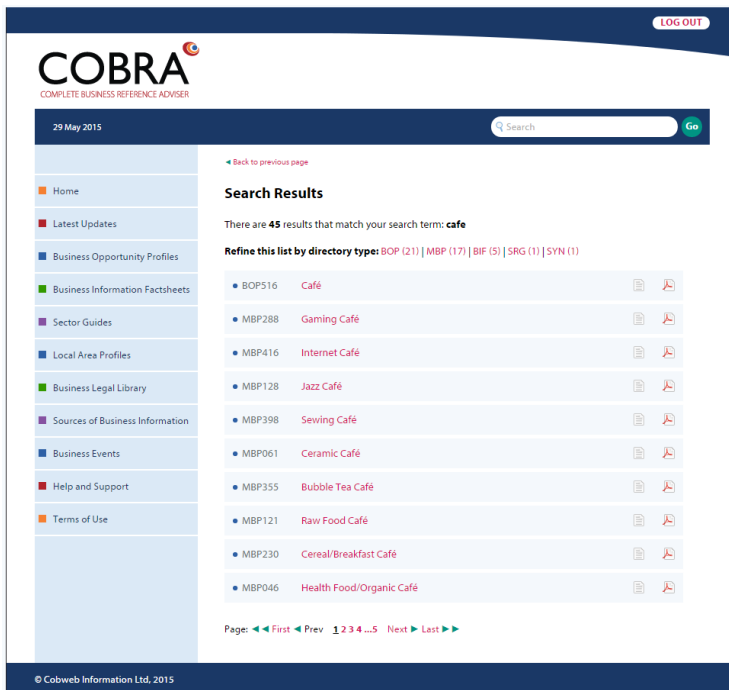 LOG OUT
COBRA
COMPLETE BUSINESS REFERENCE ADVISER
29 May 2015
Search
Go
Home
Latest Updates
Business Opportunity Profiles
Business Information Factsheets
Sector Guides
Local Area Profiles
Business Legal Library
Sources of Business Information
Business Events
Help and Support
Terms of Use
◄ Back to previous page
Search Results
There are 45 results that match your search term: cafe
Refine this list by directory type: BOP (21) | MBP (17) | BIF (5) | SRG (1) | SYN (1)
• BOP516 Café
• MBP288 Gaming Café
• MBP416 Internet Café
• MBP128 Jazz Café
• MBP398 Sewing Café
• MBP061 Ceramic Café
• MBP355 Bubble Tea Café
• MBP121 Raw Food Café
• MBP230 Cereal/Breakfast Café
• MBP046 Health Food/Organic Café
Page: ◄◄ First ◄ Prev 1 2 3 4 ...5 Next ► Last ►►
© Cobweb Information Ltd, 2015